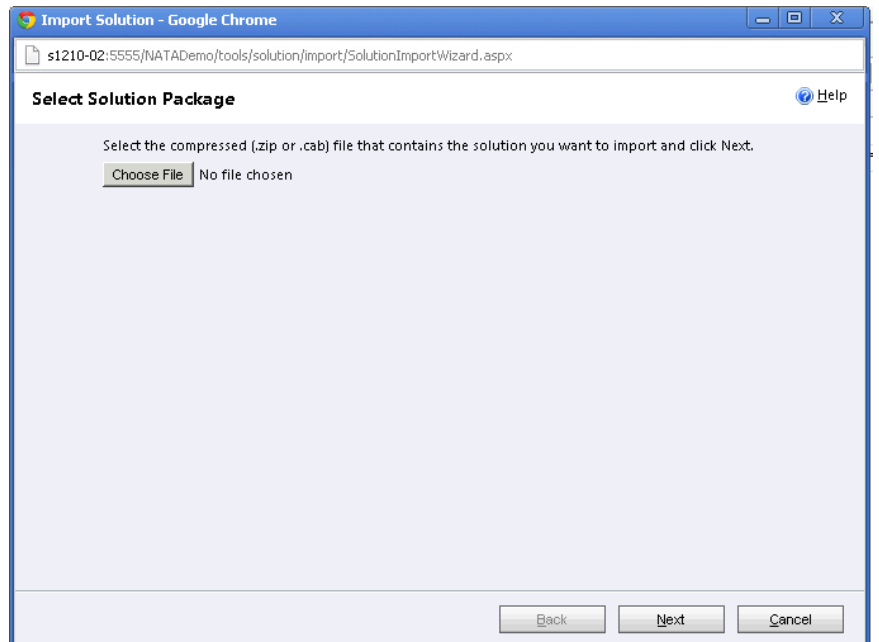 Import Solution - Google Chrome
s1210-02:5555/NATADemo/tools/solution/import/SolutionImportWizard.aspx
Select Solution Package
Help
Select the compressed (.zip or .cab) file that contains the solution you want to import and click Next.
Choose File No file chosen
Back Next Cancel